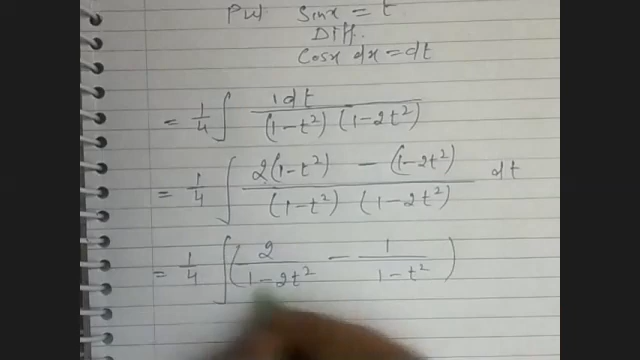 Put sinx = t
Diff.
cosx dx = dt
= 1/4 ∫ 1dt / (1-t²) (1-2t²)
= 1/4 ∫ 2(1-t²) - (1-2t²) / (1-t²) (1-2t²) dt
= 1/4 ∫ ( 2 / 1-2t² - 1 / 1-t² )